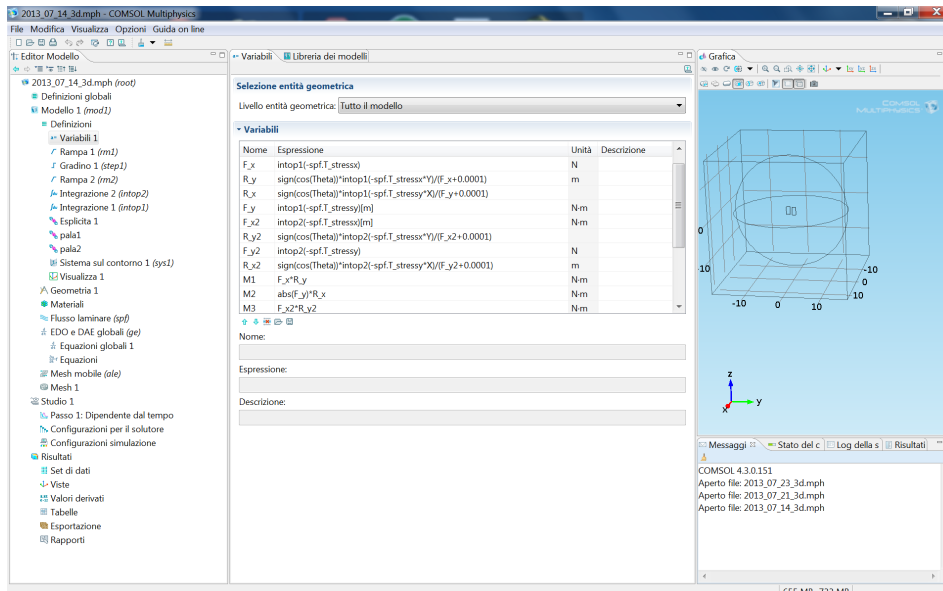 2013_07_14_3d.mph - COMSOL Multiphysics
File Modifica Visualizza Opzioni Guida on line
Editor Modello
2013_07_14_3d.mph (root)
Definizioni globali
Modello 1 (mod1)
Definizioni
Variabili 1
Rampa 1 (rm1)
Gradino 1 (step1)
Rampa 2 (rm2)
Integrazione 2 (intop2)
Integrazione 1 (intop1)
Esplicita 1
pala1
pala2
Sistema sul contorno 1 (sys1)
Visualizza 1
Geometria 1
Materiali
Flusso laminare (spf)
EDO e DAE globali (ge)
Equazioni globali 1
Equazioni
Mesh mobile (ale)
Mesh 1
Studio 1
Passo 1: Dipendente dal tempo
Configurazioni per il solutore
Configurazioni simulazione
Risultati
Set di dati
Viste
Valori derivati
Tabelle
Esportazione
Rapporti
Variabili Libreria dei modelli
Selezione entità geometrica
Livello entità geometrica: Tutto il modello
Variabili
Nome Espressione Unità Descrizione
F_x intop1(-spf.T_stressx) N
R_y sign(cos(Theta))*intop1(-spf.T_stressx*Y)/(F_x+0.0001) m
R_x sign(cos(Theta))*intop1(-spf.T_stressy*X)/(F_y+0.0001)
F_y intop1(-spf.T_stressy)[m] N·m
F_x2 intop2(-spf.T_stressx)[m] N·m
R_y2 sign(cos(Theta))*intop2(-spf.T_stressx*Y)/(F_x2+0.0001)
F_y2 intop2(-spf.T_stressy) N
R_x2 sign(cos(Theta))*intop2(-spf.T_stressy*X)/(F_y2+0.0001) m
M1 F_x*R_y N·m
M2 abs(F_y)*R_x N·m
M3 F_x2*R_y2 N·m
Nome:
Espressione:
Descrizione:
Grafica
COMSOL
MULTIPHYSICS
0
-10
-10
0
10
-10
0
10
z
y
x
Messaggi Stato del c Log della s Risultati
COMSOL 4.3.0.151
Aperto file: 2013_07_23_3d.mph
Aperto file: 2013_07_21_3d.mph
Aperto file: 2013_07_14_3d.mph